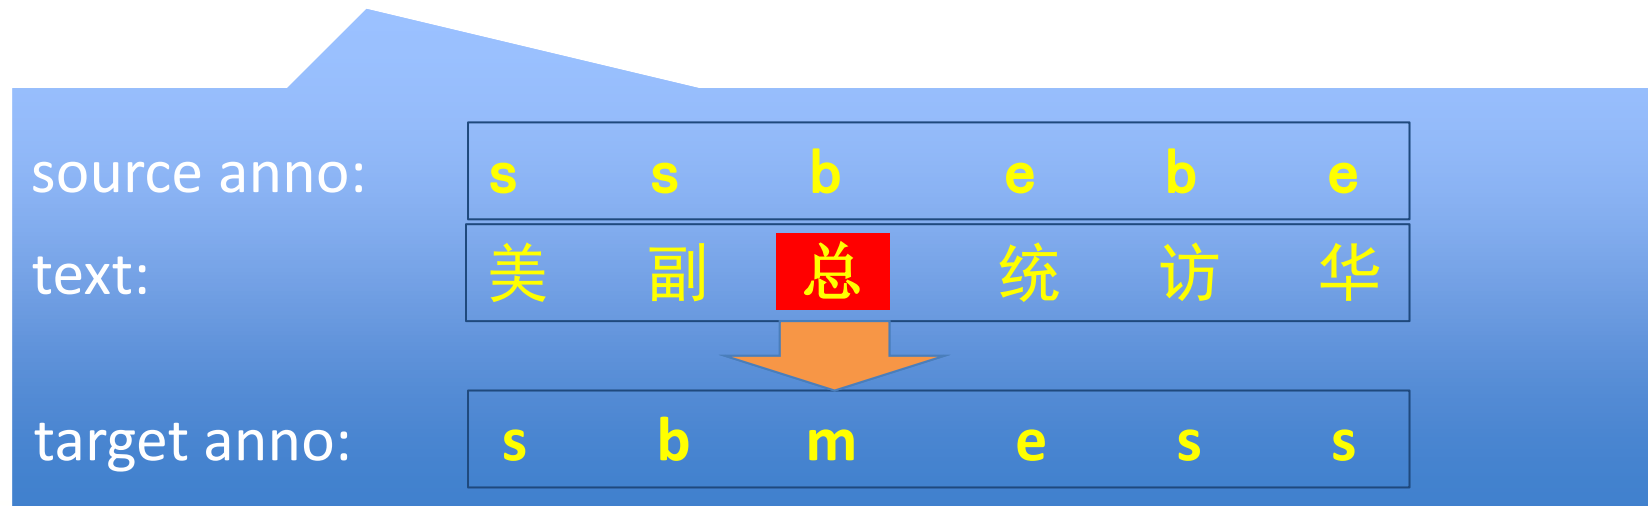 source anno: s s b e b e
text: 美 副 总 统 访 华
target anno: s b m e s s